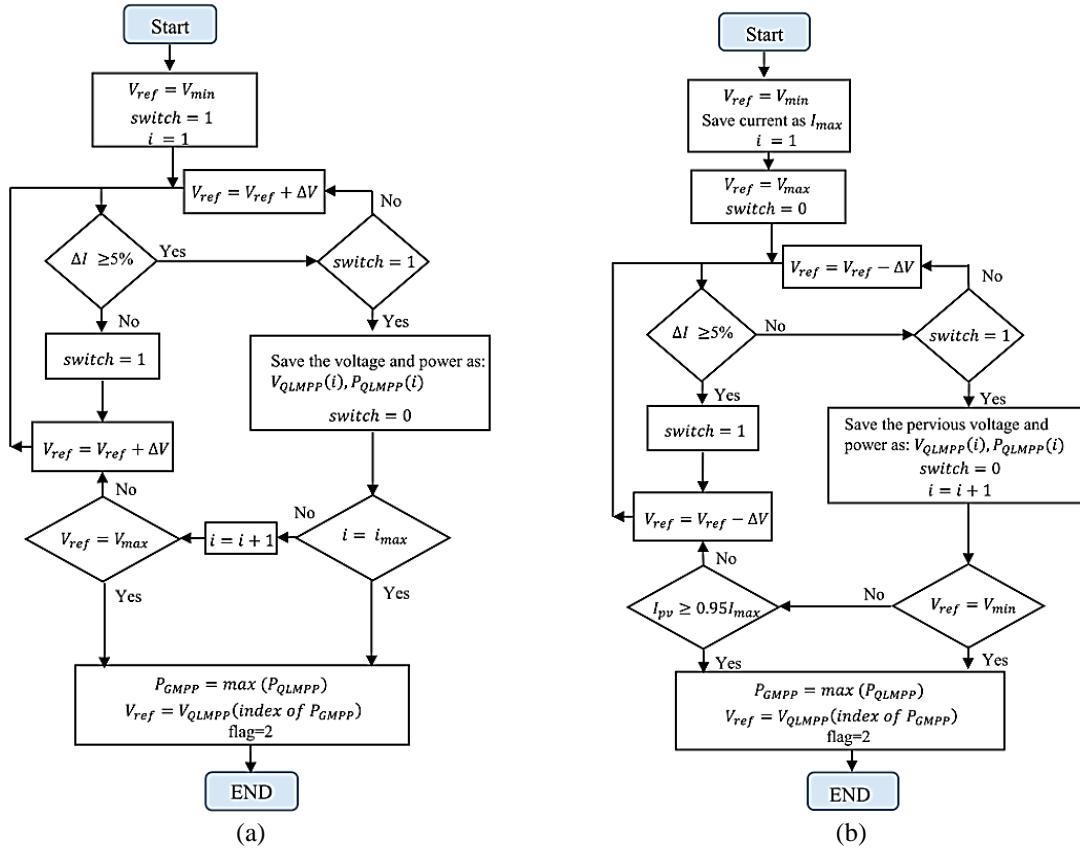 Start
V_ref = V_min
switch = 1
i = 1
V_ref = V_ref + ΔV
No
ΔI ≥5%
Yes
switch = 1
No
Yes
switch = 1
Save the voltage and power as:
V_QLMPP(i), P_QLMPP(i)
switch = 0
V_ref = V_ref + ΔV
No
No
V_ref = V_max
i = i + 1
i = i_max
Yes
Yes
P_GMPP = max (P_QLMPP)
V_ref = V_QLMPP(index of P_GMPP)
flag=2
END
(a)
Start
V_ref = V_min
Save current as I_max
i = 1
V_ref = V_max
switch = 0
V_ref = V_ref − ΔV
No
ΔI ≥5%
No
switch = 1
Yes
Yes
switch = 1
Save the pervious voltage and
power as: V_QLMPP(i), P_QLMPP(i)
switch = 0
i = i + 1
V_ref = V_ref − ΔV
No
No
I_pv ≥ 0.95I_max
V_ref = V_min
Yes
Yes
P_GMPP = max (P_QLMPP)
V_ref = V_QLMPP(index of P_GMPP)
flag=2
END
(b)